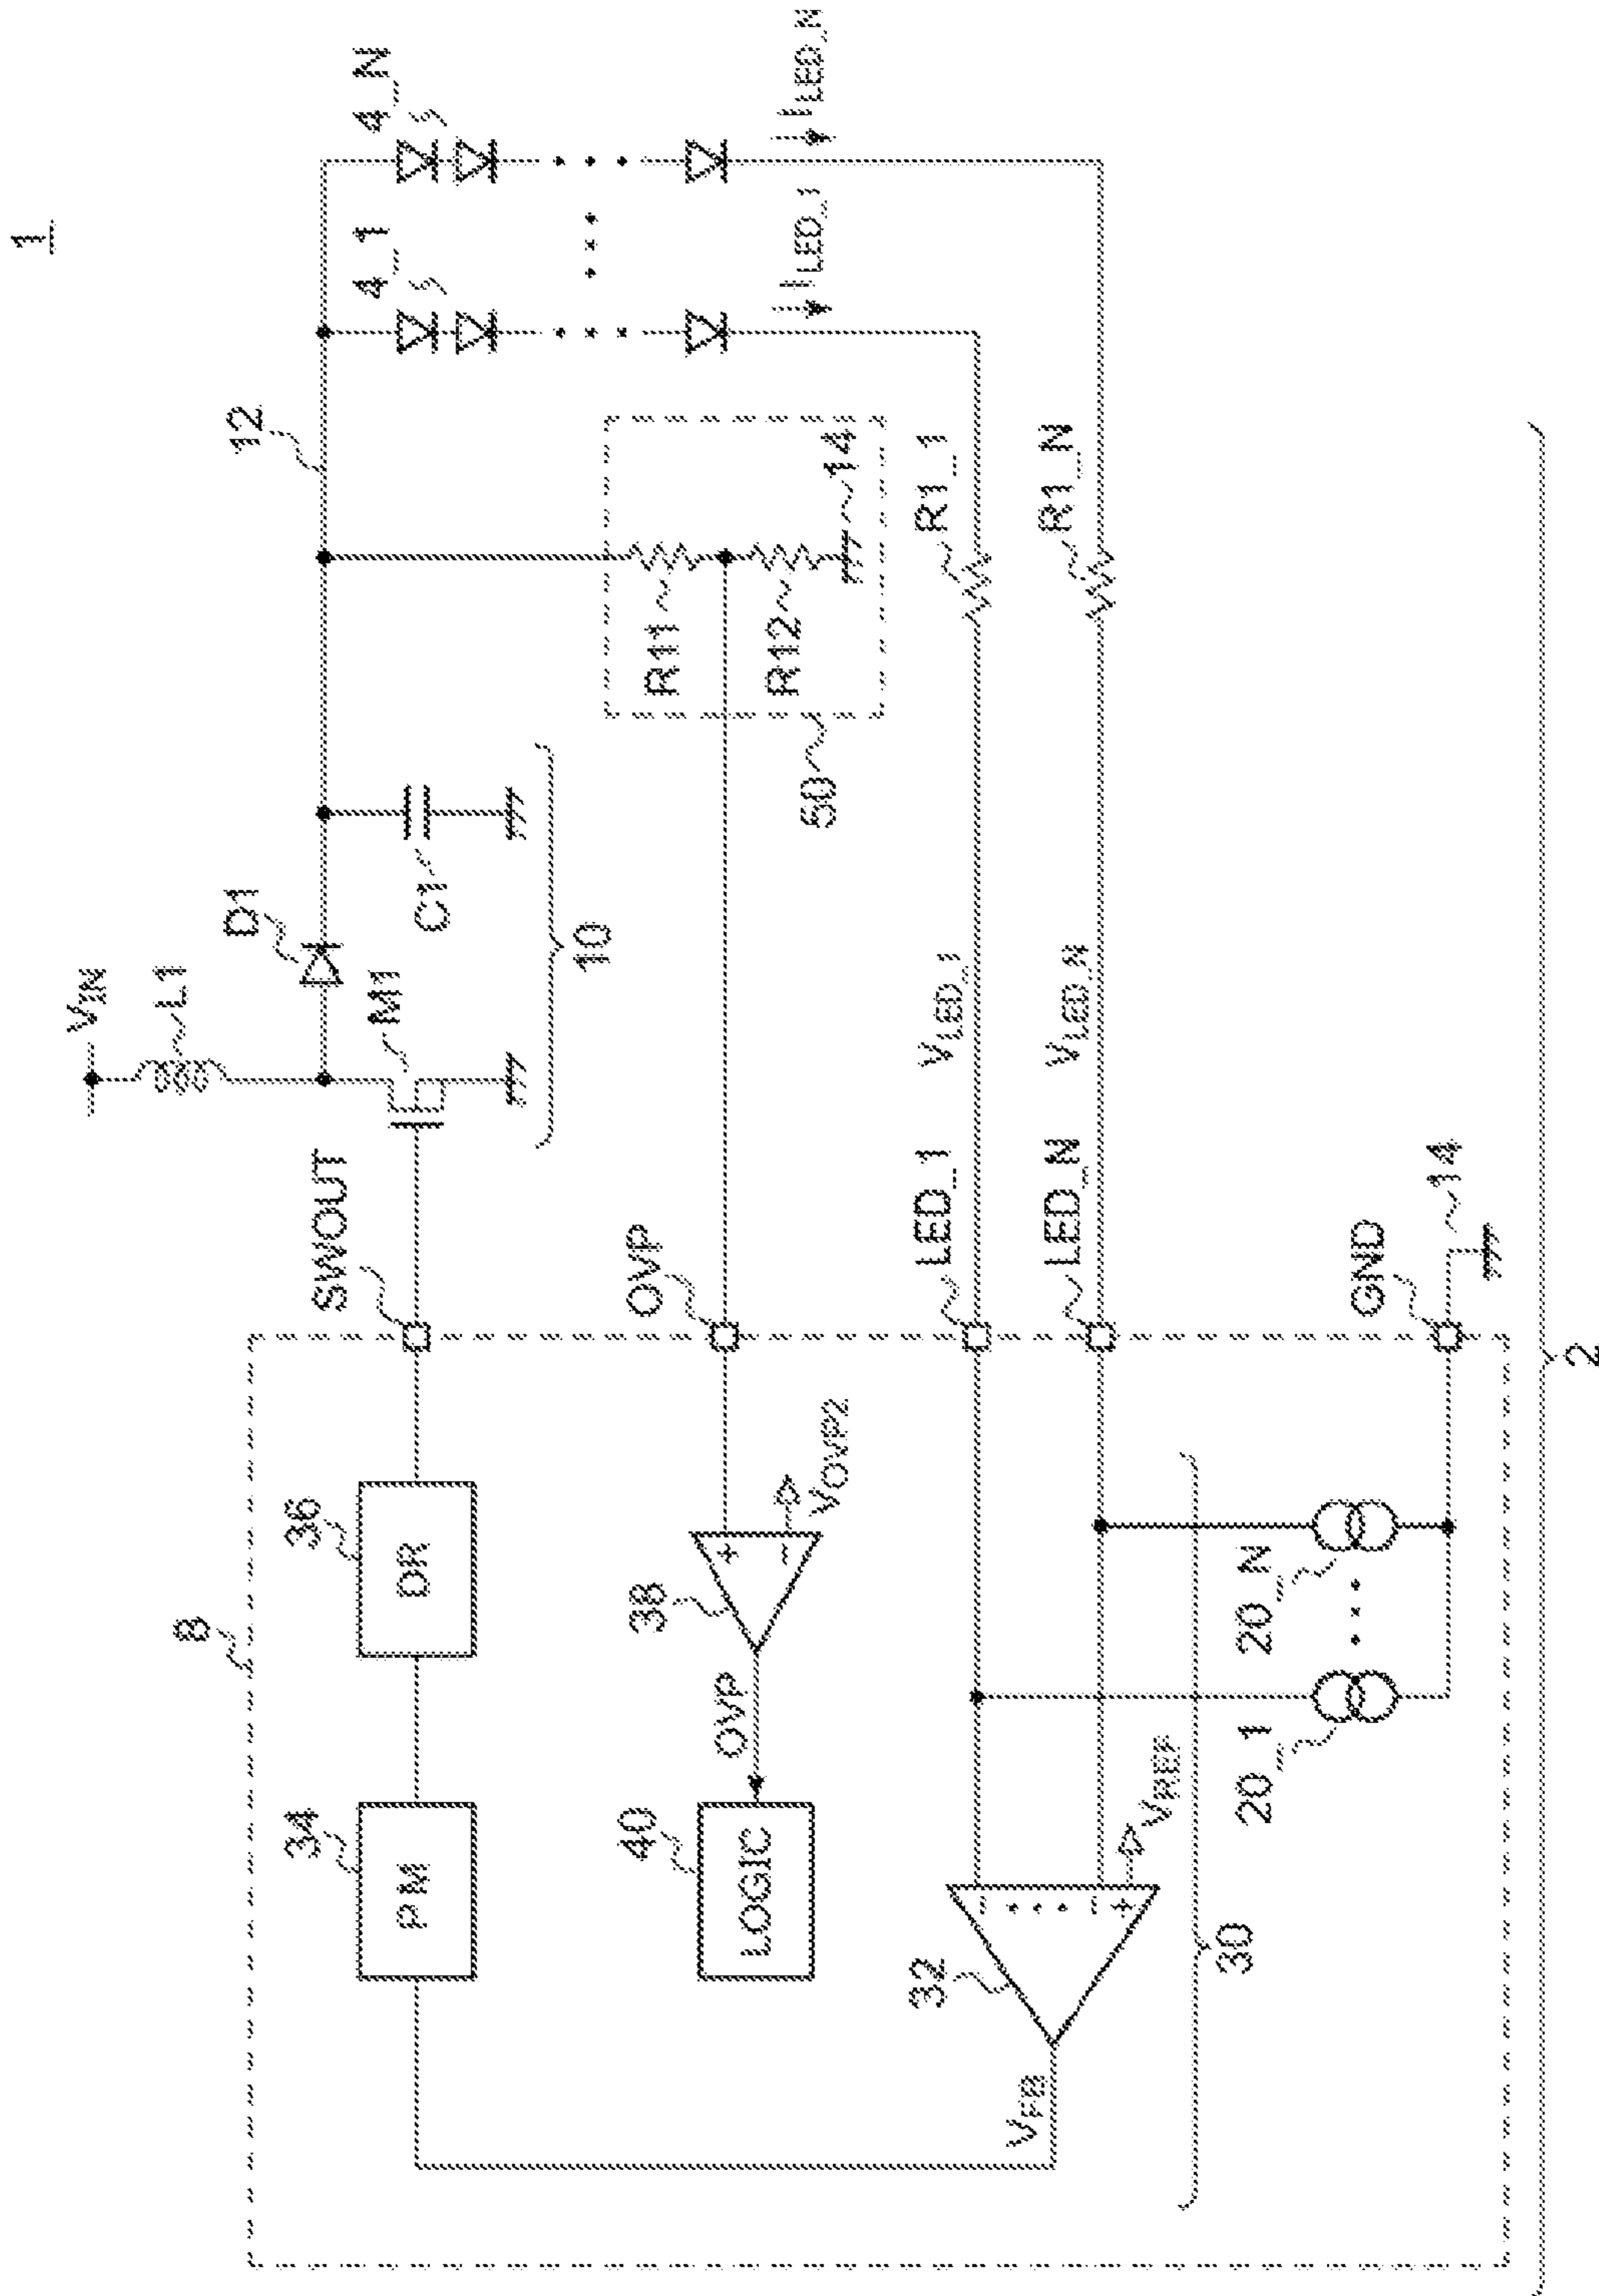 1
V_IN
L1
D1
12
4_1
4_N
M1
C1
10
I_LED_1
I_LED_N
R11
R12
14
50
R1_1
R1_N
SWOUT
OVP
LED_1
V_LED_1
LED_N
V_LED_N
GND
14
8
34
PM
36
DR
40
LOGIC
OVP
38
+
−
V_OVP2
32
−
−
+
V_REF
V_FB
30
20_1
20_N
2